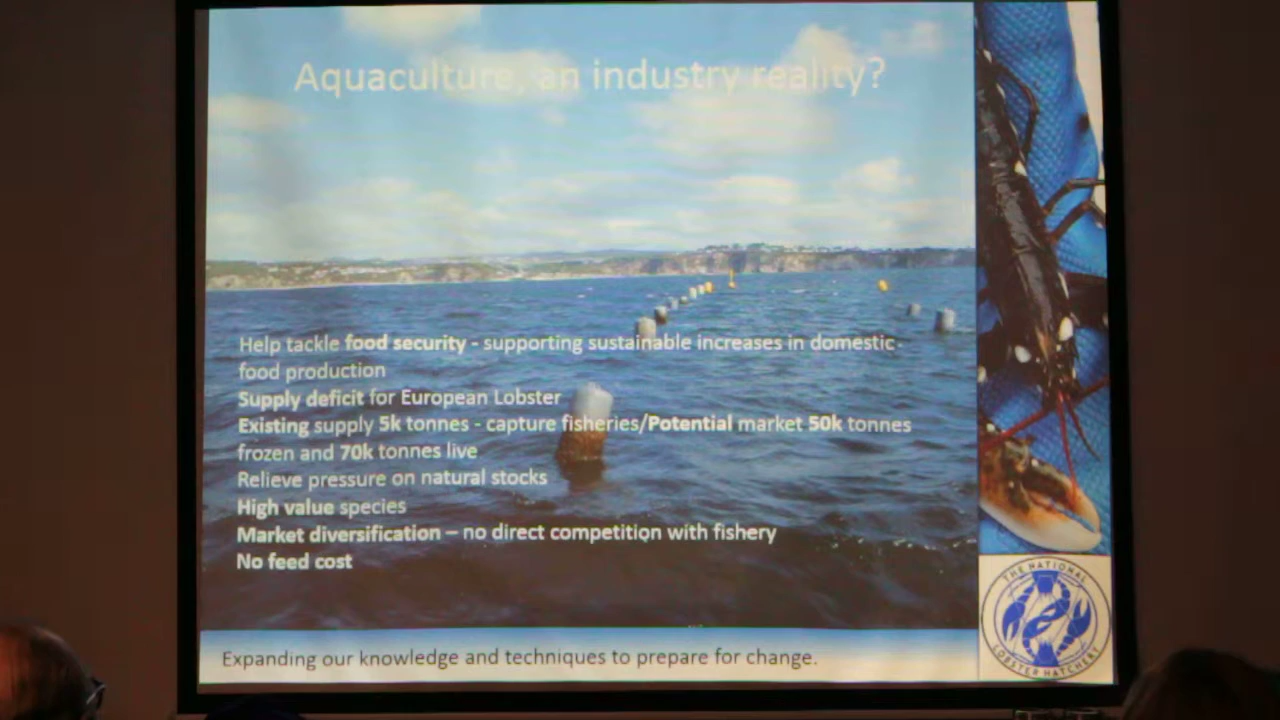 Aquaculture, an industry reality?
Help tackle food security - supporting sustainable increases in domestic
food production
Supply deficit for European Lobster
Existing supply 5k tonnes - capture fisheries/Potential market 50k tonnes
frozen and 70k tonnes live
Relieve pressure on natural stocks
High value species
Market diversification – no direct competition with fishery
No feed cost
Expanding our knowledge and techniques to prepare for change.
THE NATIONAL
LOBSTER HATCHERY